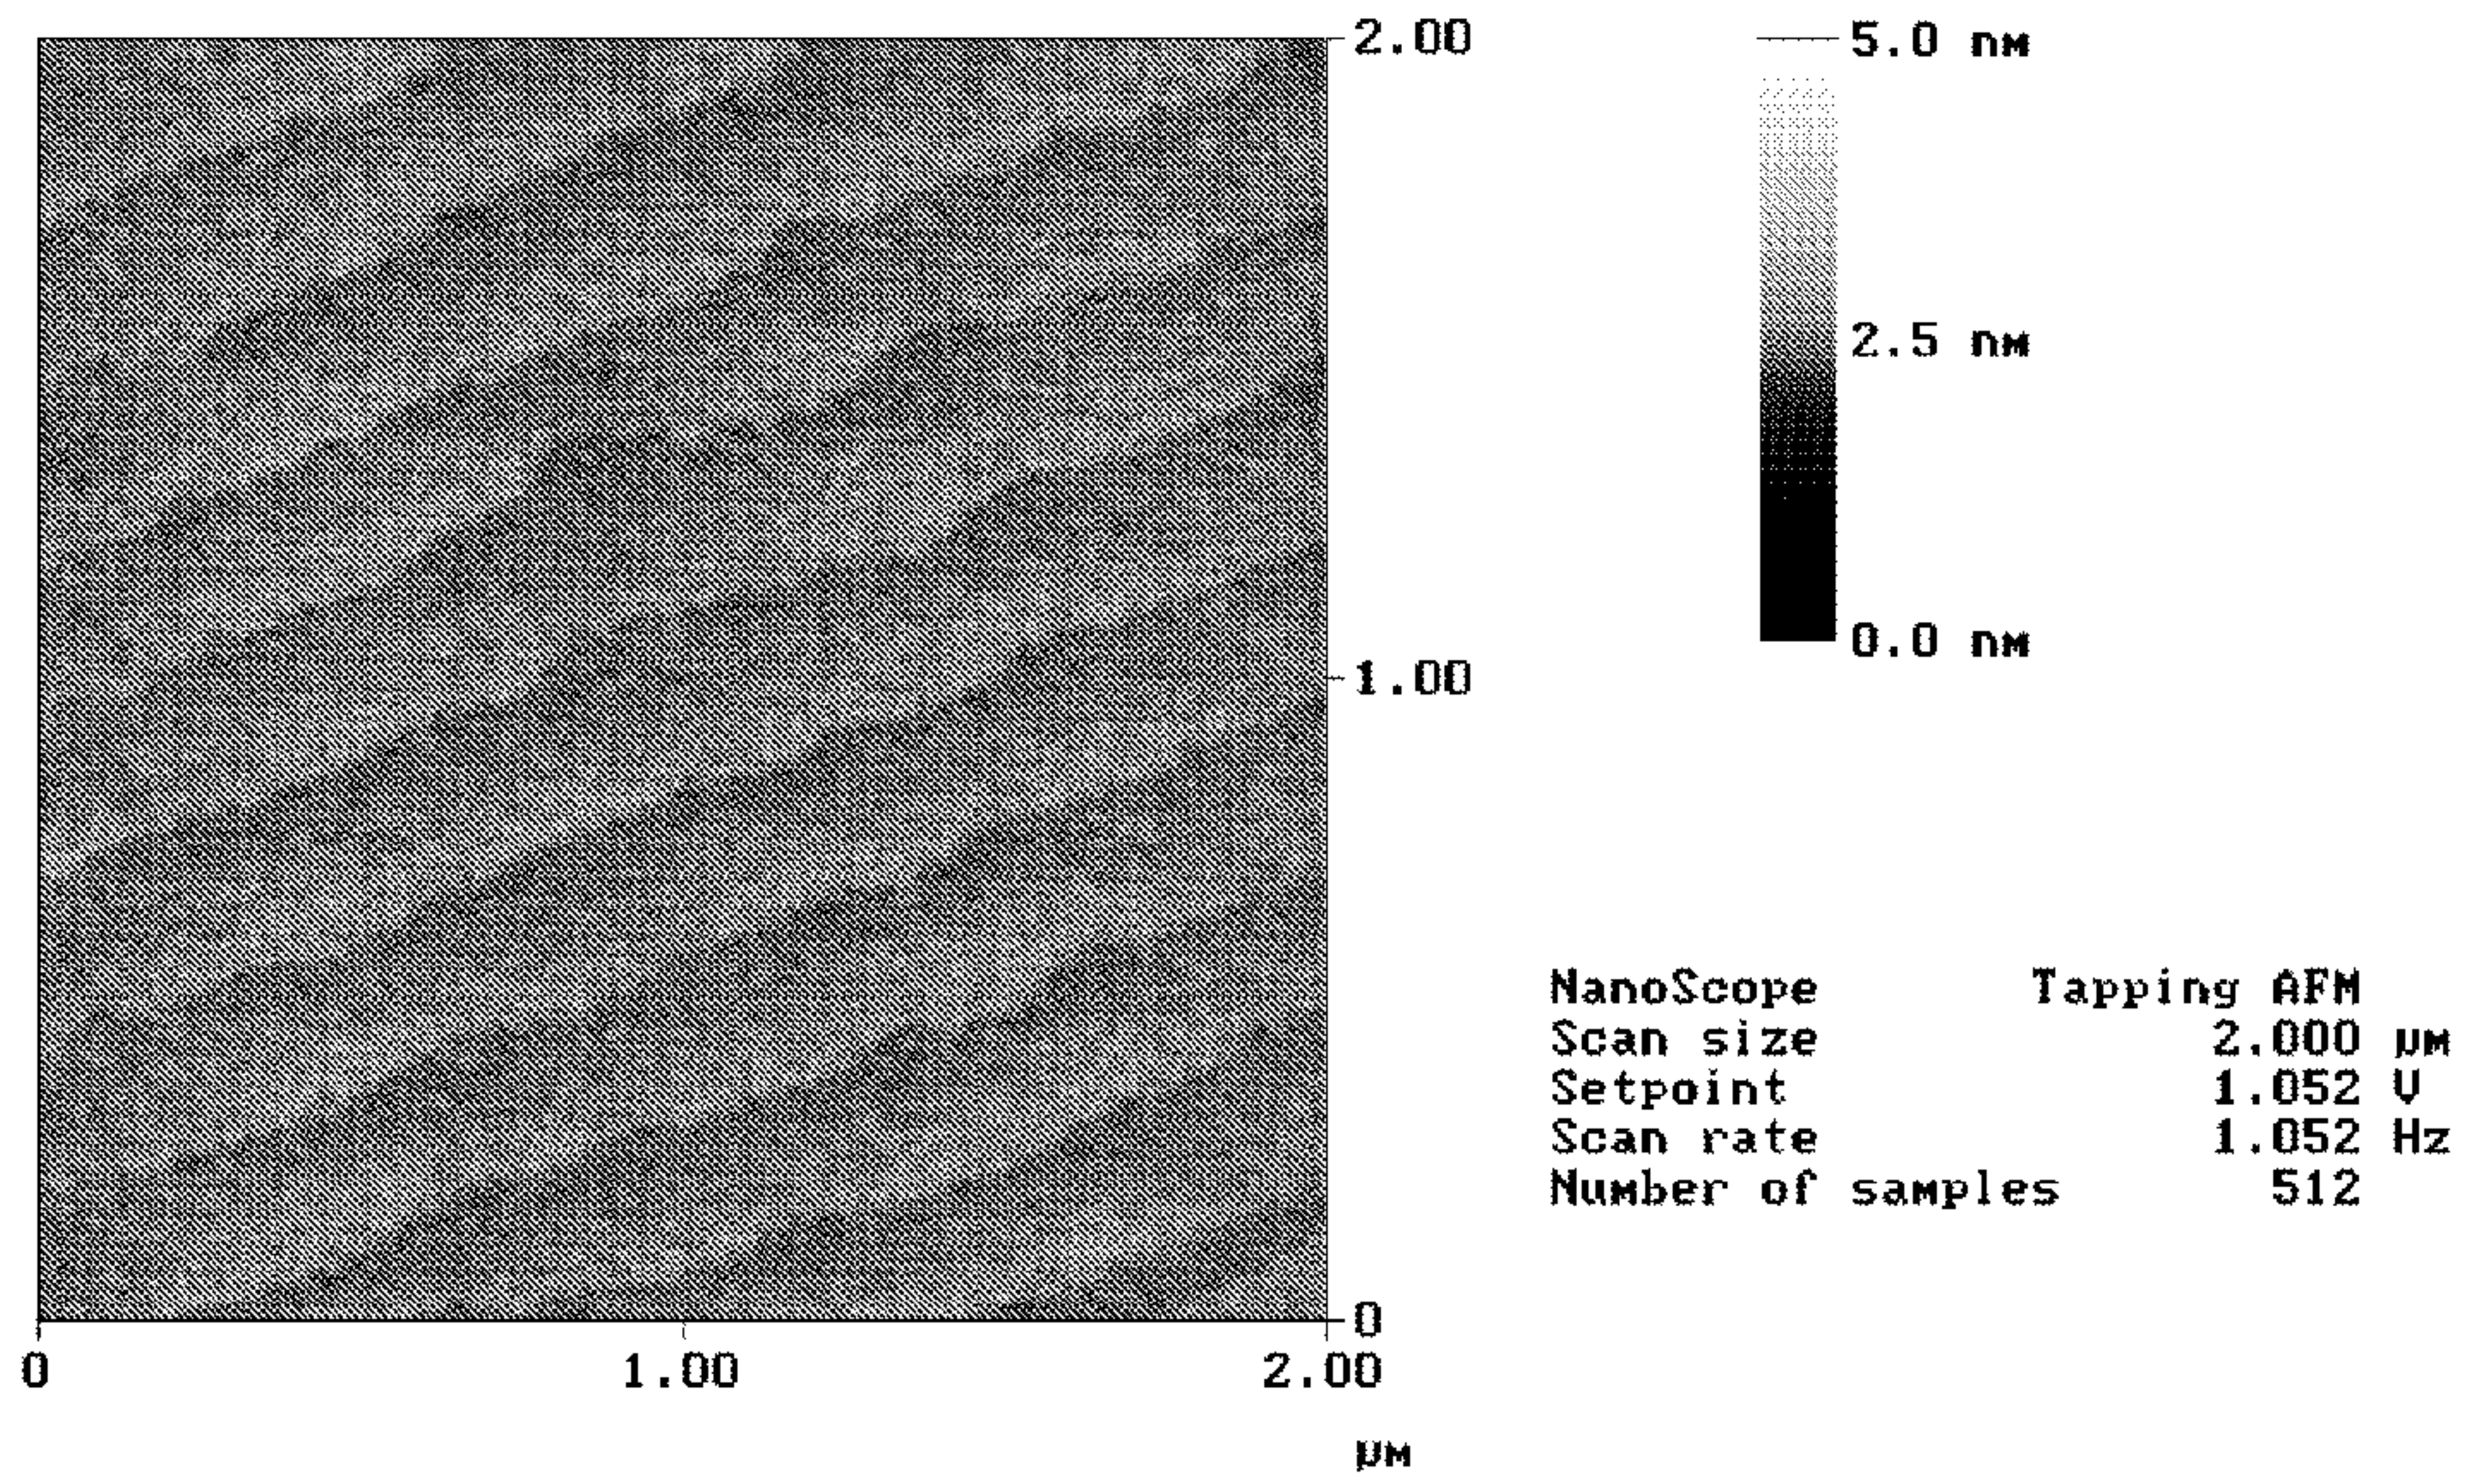 2.00
1.00
0
0
1.00
2.00
µм
5.0 nм
2.5 nм
0.0 nм
NanoScope Tapping AFM
Scan size 2.000 µм
Setpoint 1.052 V
Scan rate 1.052 Hz
Number of samples 512